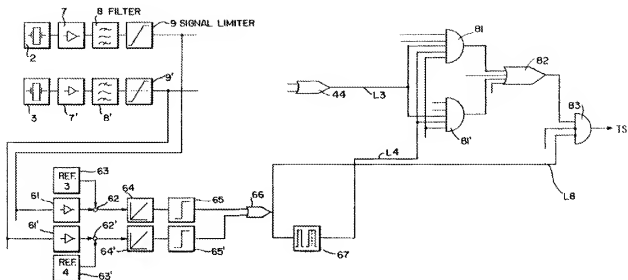 7
8 FILTER
9 SIGNAL LIMITER
2
3
7'
8'
9'
44
L3
81
82
81'
83
TS
L4
L6
REF. 3
63
61
62
64
65
66
61'
62'
64'
65'
67
REF. 4
63'